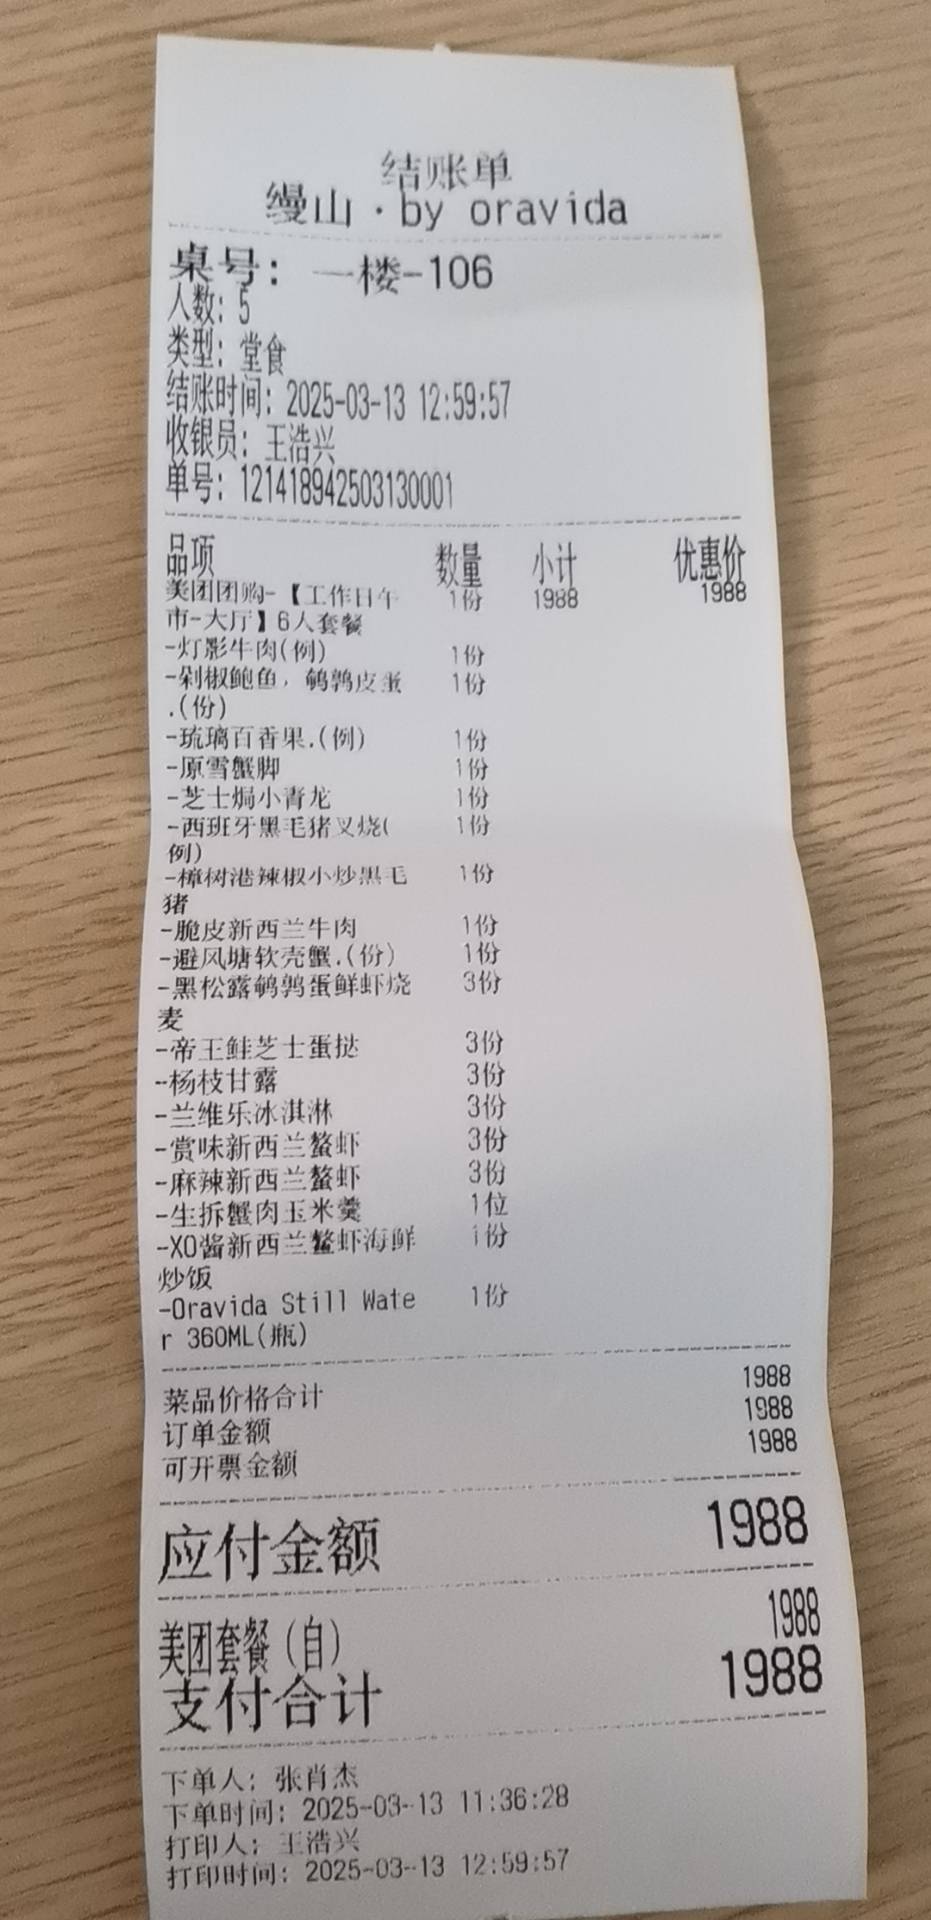 结账单
缦山·by oravida
桌号: 一楼-106
人数: 5
类型: 堂食
结账时间: 2025-03-13 12:59:57
收银员: 王浩兴
单号: 121418942503130001
品项 数量 小计 优惠价
美团团购-【工作日午 1份 1988 1988
市-大厅】6人套餐
-灯影牛肉(例) 1份
-剁椒鲍鱼，鹌鹑皮蛋 1份
.(份)
-琉璃百香果.(例) 1份
-原雪蟹脚 1份
-芝士焗小青龙 1份
-西班牙黑毛猪叉烧( 1份
例)
-樟树港辣椒小炒黑毛 1份
猪
-脆皮新西兰牛肉 1份
-避风塘软壳蟹.(份) 1份
-黑松露鹌鹑蛋鲜虾烧 3份
麦
-帝王鲑芝士蛋挞 3份
-杨枝甘露 3份
-兰维乐冰淇淋 3份
-赏味新西兰螯虾 3份
-麻辣新西兰螯虾 3份
-生拆蟹肉玉米羹 1位
-XO酱新西兰螯虾海鲜 1份
炒饭
-Oravida Still Wate 1份
r 360ML(瓶)
菜品价格合计 1988
订单金额 1988
可开票金额 1988
应付金额 1988
美团套餐(自) 1988
支付合计 1988
下单人: 张肖杰
下单时间: 2025-03-13 11:36:28
打印人: 王浩兴
打印时间: 2025-03-13 12:59:57